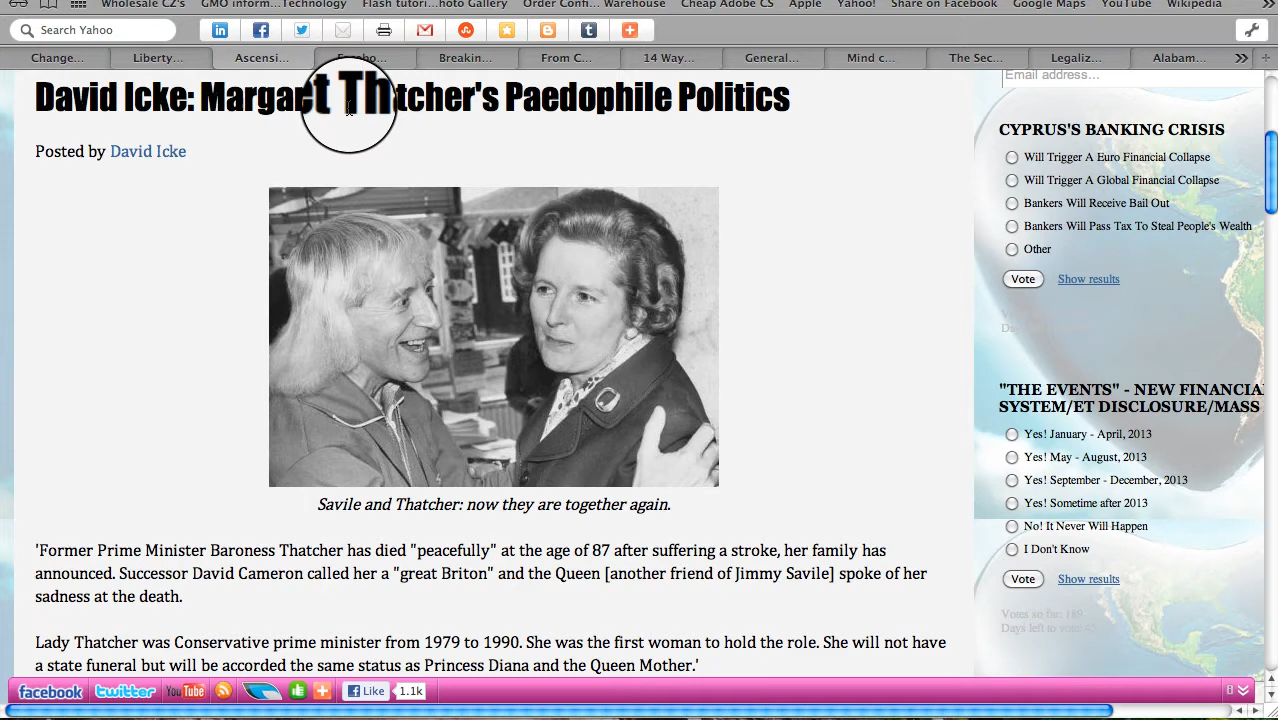 Wholesale CZ's GMO inform...Technology Flash tutori...hoto Gallery Order Confi... Warehouse Cheap Adobe CS Apple Yahoo! Share on Facebook Google Maps YouTube Wikipedia
Search Yahoo
Change... Liberty... Ascensi... Breakin... From C... 14 Way... General... Mind c... The Sec... Legaliz... Alabam...
David Icke: Margaret Thatcher's Paedophile Politics
Posted by David Icke
Savile and Thatcher: now they are together again.
'Former Prime Minister Baroness Thatcher has died "peacefully" at the age of 87 after suffering a stroke, her family has
announced. Successor David Cameron called her a "great Briton" and the Queen [another friend of Jimmy Savile] spoke of her
sadness at the death.
Lady Thatcher was Conservative prime minister from 1979 to 1990. She was the first woman to hold the role. She will not have
a state funeral but will be accorded the same status as Princess Diana and the Queen Mother.'
Email address...
CYPRUS'S BANKING CRISIS
Will Trigger A Euro Financial Collapse
Will Trigger A Global Financial Collapse
Bankers Will Receive Bail Out
Bankers Will Pass Tax To Steal People's Wealth
Other
Vote Show results
"THE EVENTS" - NEW FINANCIA
SYSTEM/ET DISCLOSURE/MASS
Yes! January - April, 2013
Yes! May - August, 2013
Yes! September - December, 2013
Yes! Sometime after 2013
No! It Never Will Happen
I Don't Know
Vote Show results
Votes so far: 189
Days left to vote: 45
facebook twitter YouTube Like 1.1k